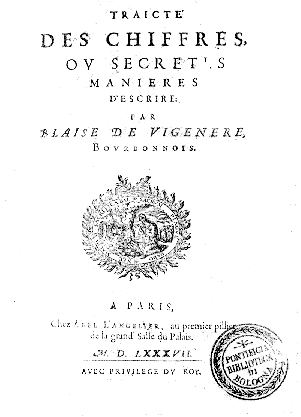 TRAICTE
DES CHIFFRES,
OV SECRETES
MANIERES
D'ESCRIRE:
PAR
BLAISE DE VIGENERE,
BOVRBONNOIS.
A PARIS,
Chez ABEL L'ANGELIER, au premier pillier
de la grand' Salle du Palais.
M. D. LXXXVII.
AVEC PRIVILEGE DV ROY.
PONTIFICIA
BIBLIOTHECA
DI
BOLOGNA